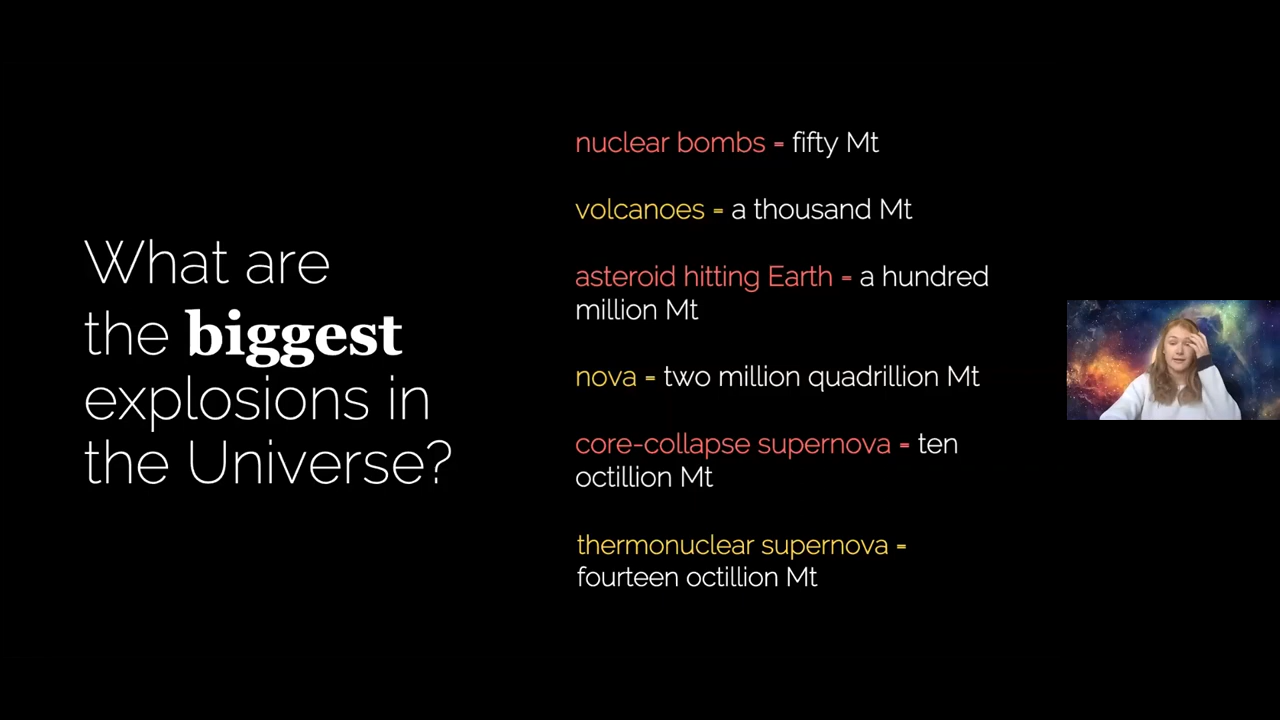 What are
the biggest
explosions in
the Universe?
nuclear bombs = fifty Mt
volcanoes = a thousand Mt
asteroid hitting Earth = a hundred
million Mt
nova = two million quadrillion Mt
core-collapse supernova = ten
octillion Mt
thermonuclear supernova =
fourteen octillion Mt